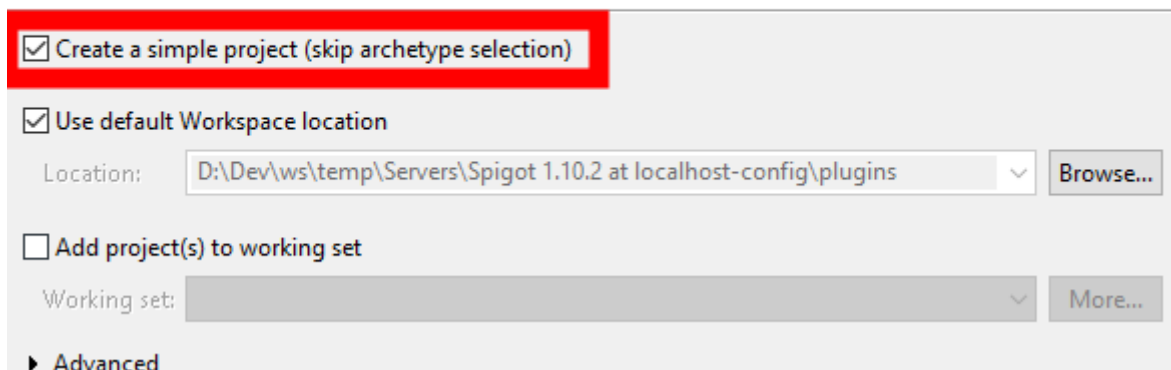 Create a simple project (skip archetype selection)
Use default Workspace location
Location: D:\Dev\ws\temp\Servers\Spigot 1.10.2 at localhost-config\plugins Browse...
Add project(s) to working set
Working set: More...
Advanced